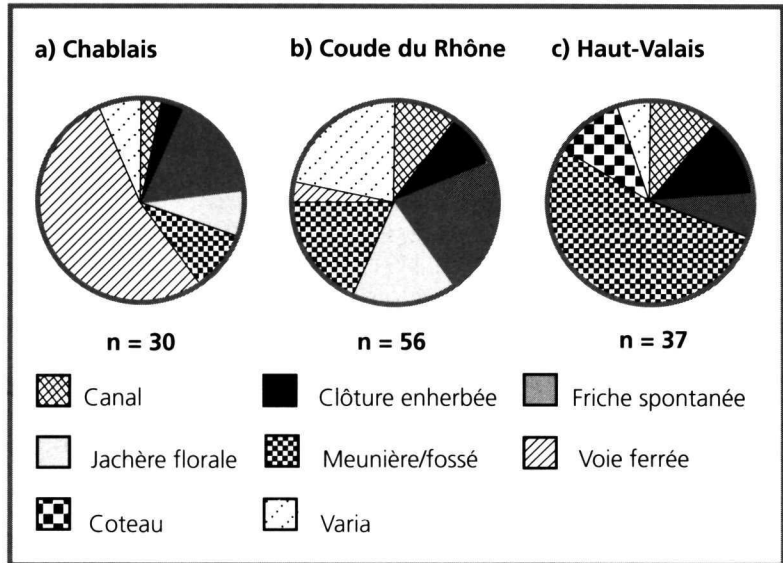 a) Chablais b) Coude du Rhône c) Haut-Valais
n = 30 n = 56 n = 37
Canal Clôture enherbée Friche spontanée
Jachère florale Meunière/fossé Voie ferrée
Coteau Varia